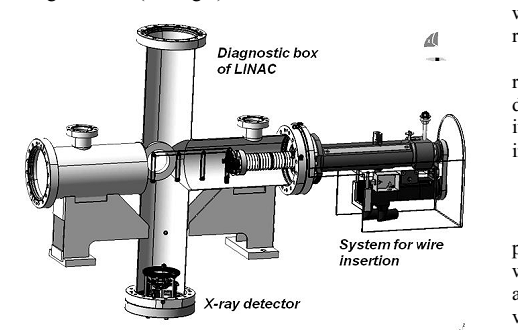 Diagnostic box
of LINAC
System for wire
insertion
X-ray detector